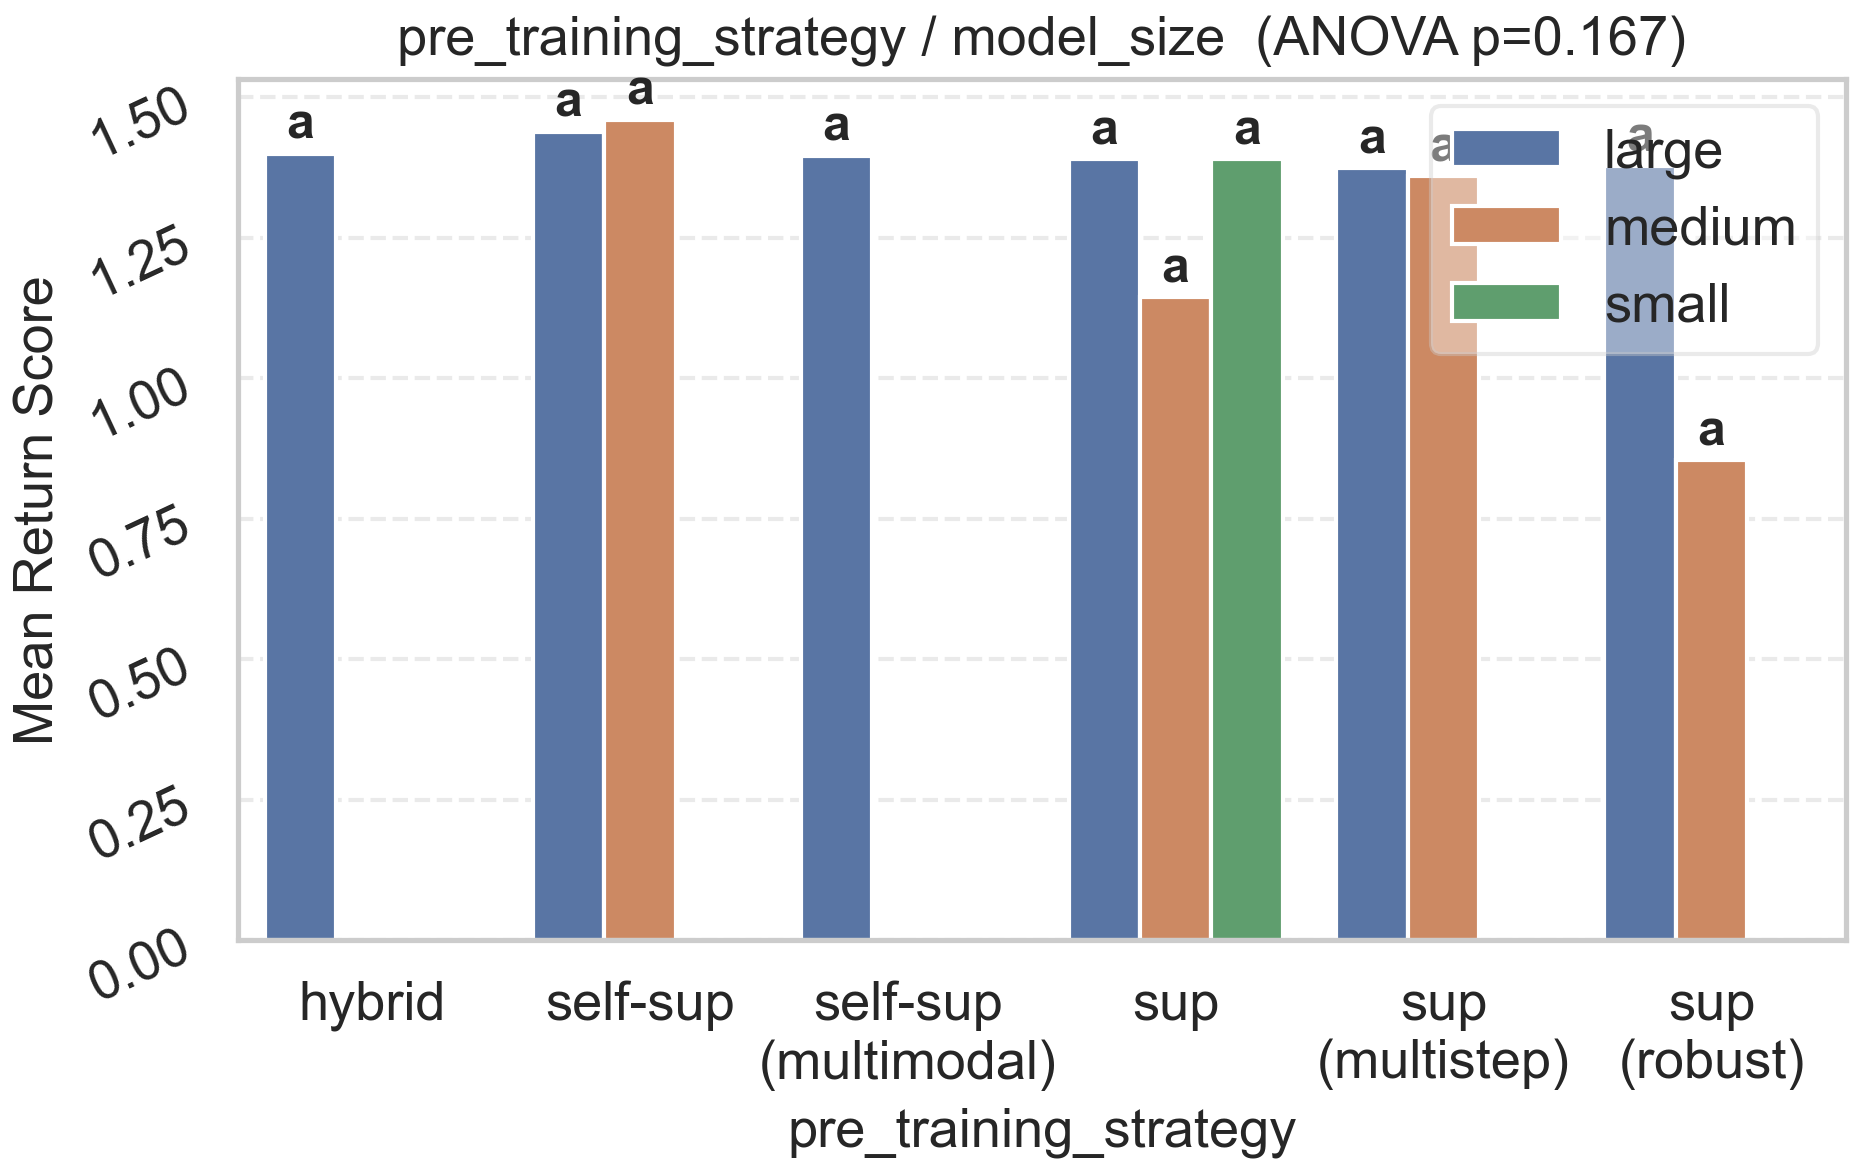 pre_training_strategy / model_size (ANOVA p=0.167)
Mean Return Score
1.50
1.25
1.00
0.75
0.50
0.25
0.00
a
a
a
a
a
a
a
a
a
a
a
large
medium
small
hybrid
self-sup
self-sup
(multimodal)
sup
sup
(multistep)
sup
(robust)
pre_training_strategy